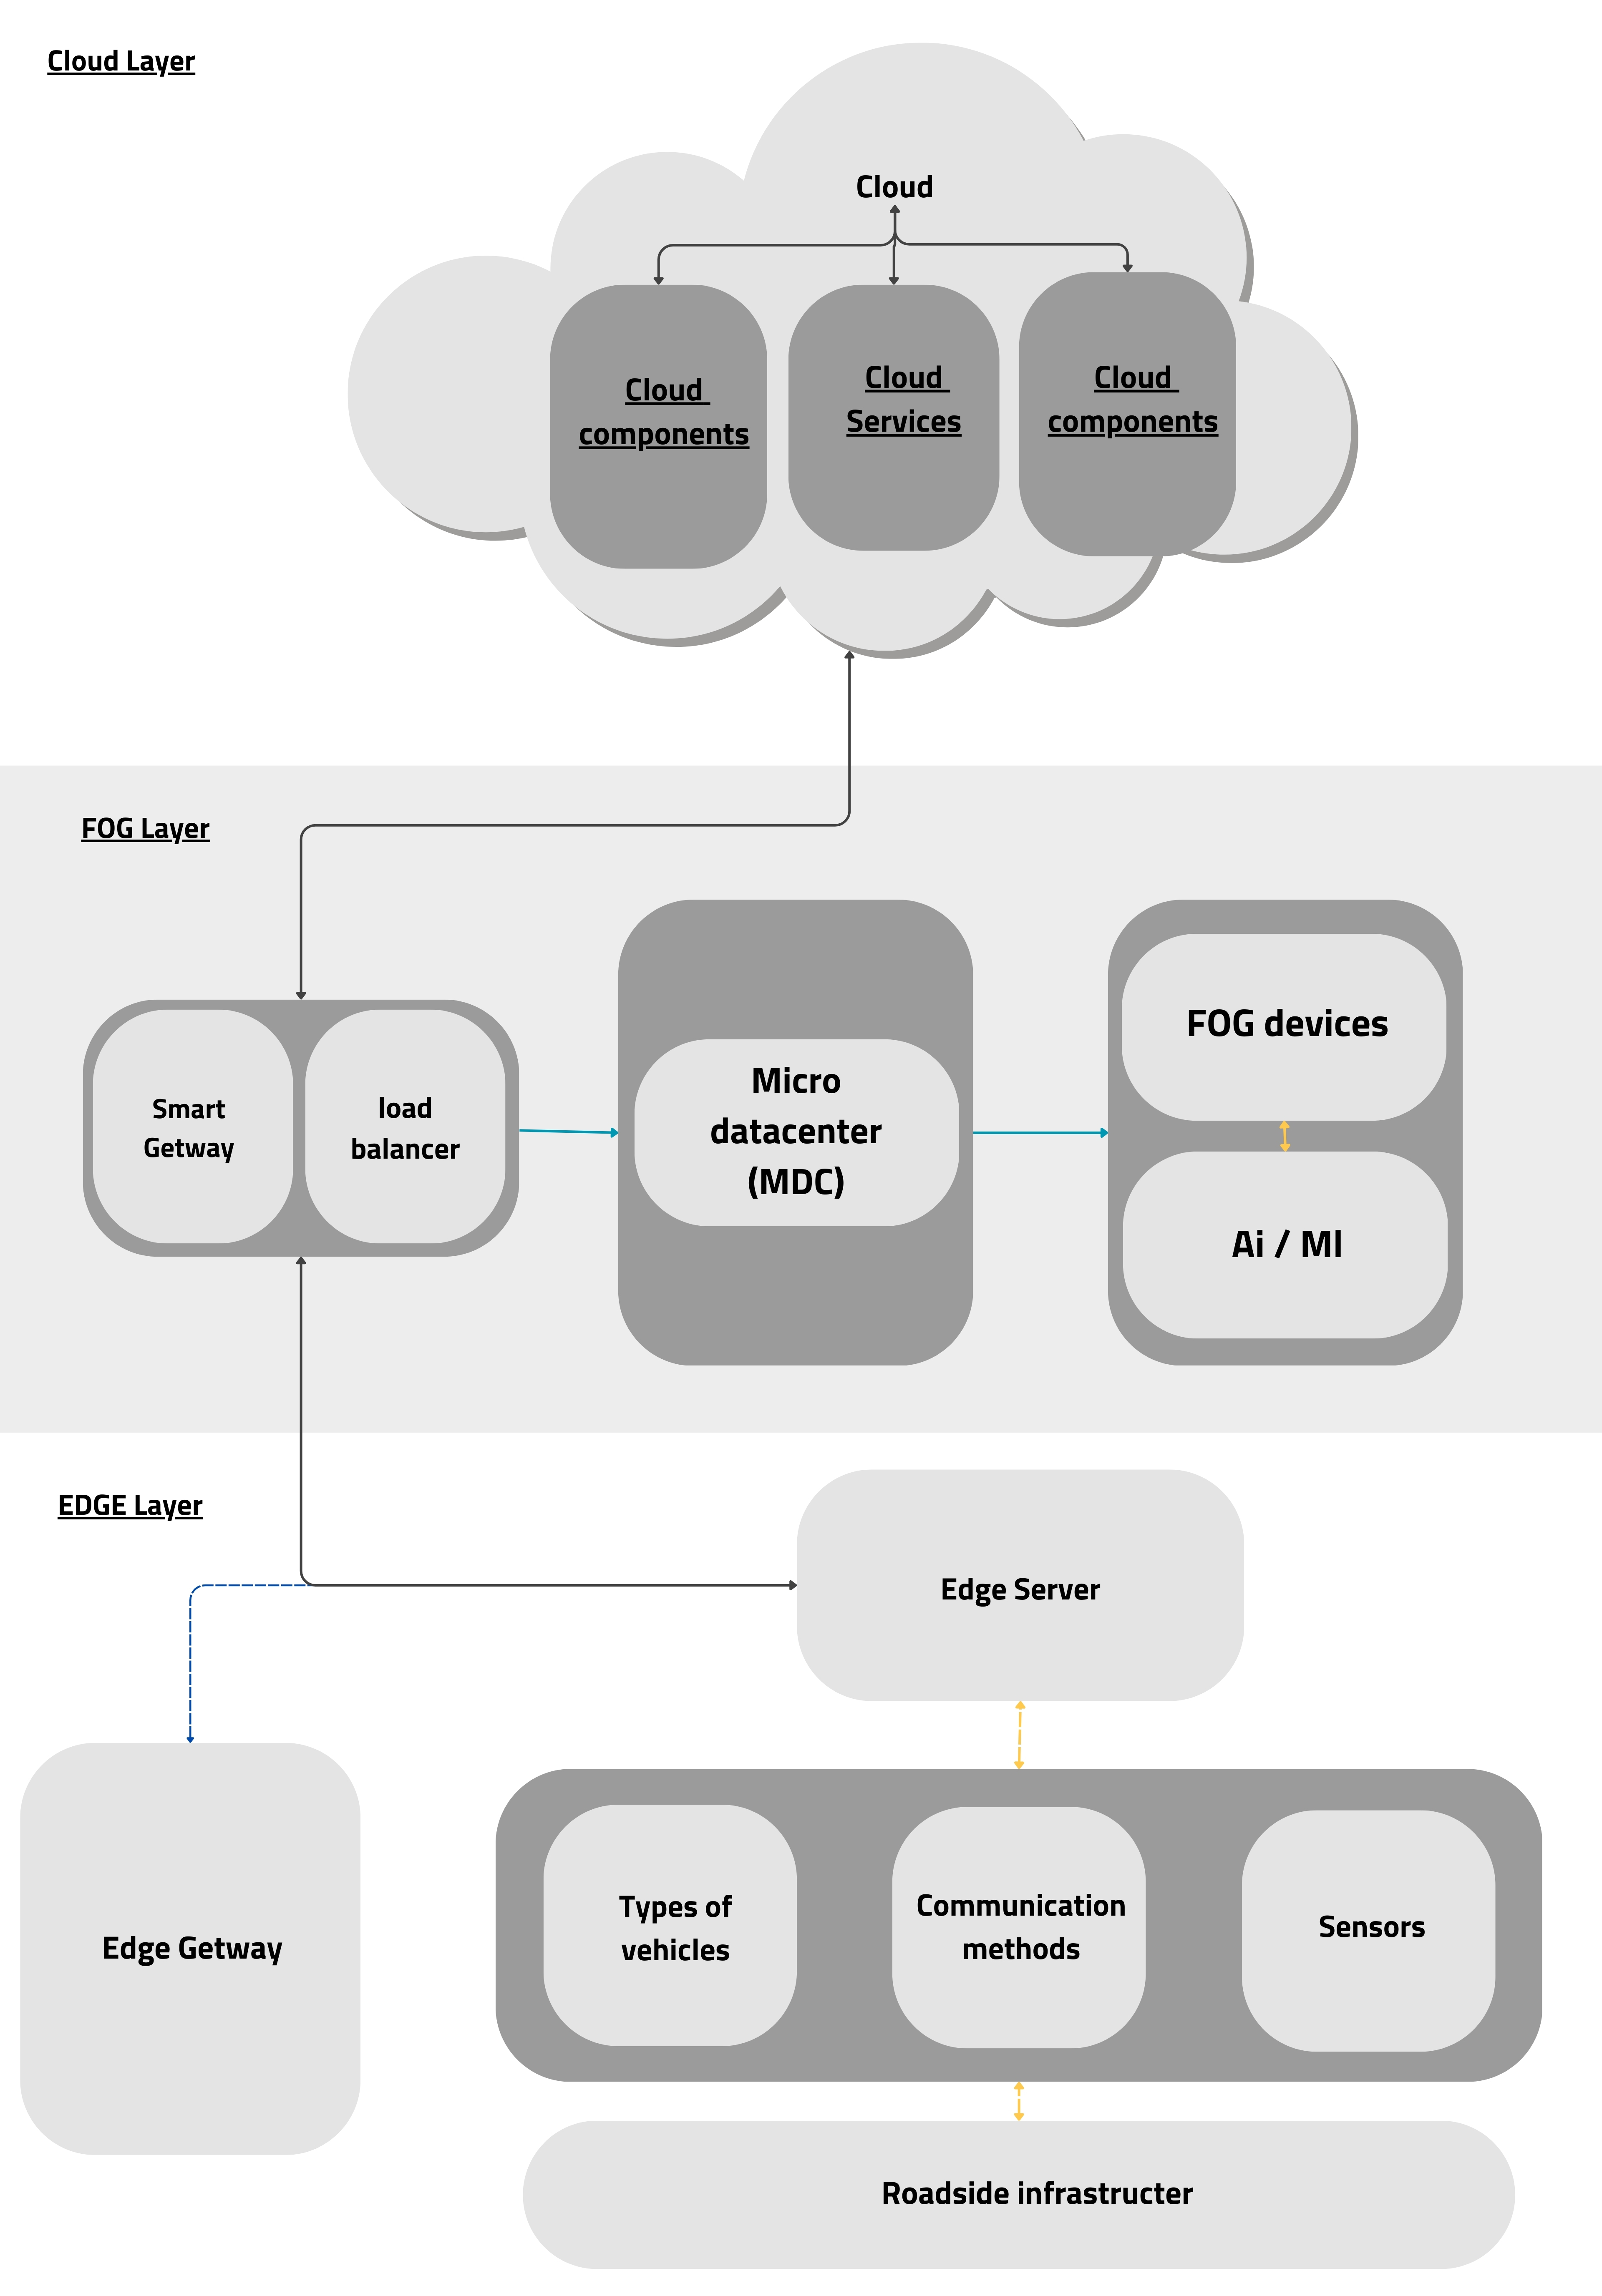 Cloud Layer
Cloud
Cloud
components
Cloud
Services
Cloud
components
FOG Layer
Smart
Getway
load
balancer
Micro
datacenter
(MDC)
FOG devices
Ai / Ml
EDGE Layer
Edge Server
Edge Getway
Types of
vehicles
Communication
methods
Sensors
Roadside infrastructer